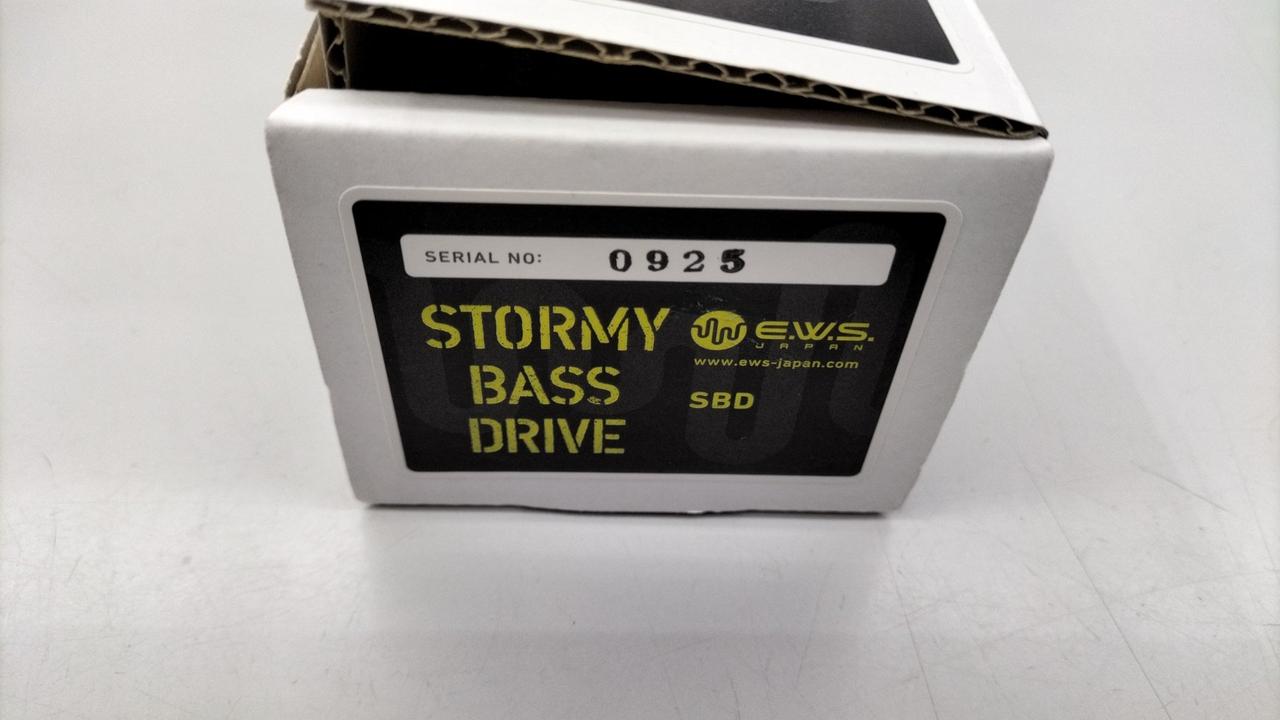 SERIAL NO: 0925
STORMY
BASS
DRIVE
E.W.S.
JAPAN
www.ews-japan.com
SBD